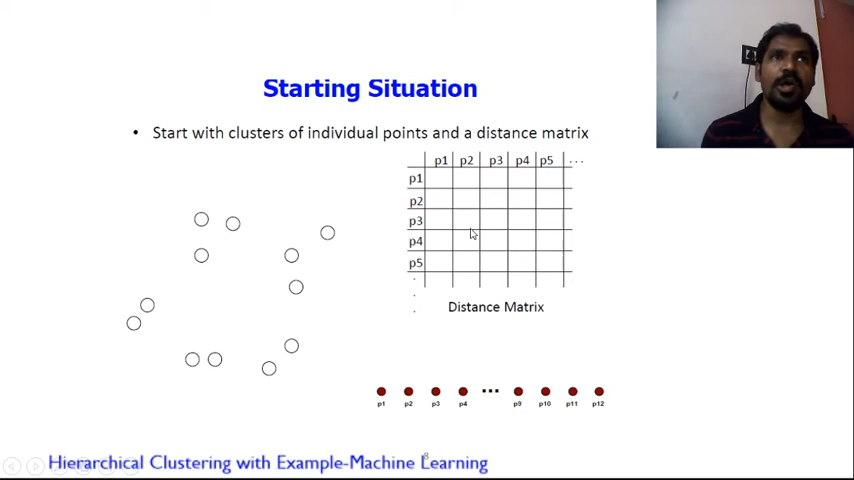 Starting Situation
• Start with clusters of individual points and a distance matrix
p1 p2 p3 p4 p5 ...
p1
p2
p3
p4
p5
.
.
.
Distance Matrix
...
p1 p2 p3 p4 p9 p10 p11 p12
8
Hierarchical Clustering with Example-Machine Learning